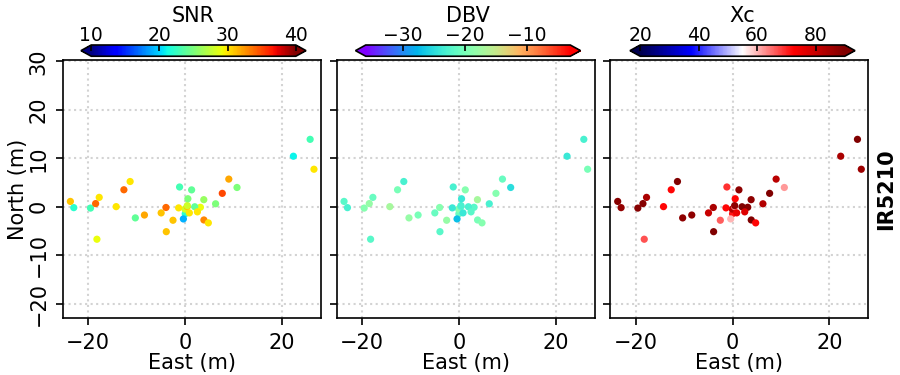 SNR DBV Xc
10 20 30 40 −30 −20 −10 20 40 60 80
30
20
10
0
−10
−20
North (m)
IR5210
−20 0 20 −20 0 20 −20 0 20
East (m) East (m) East (m)